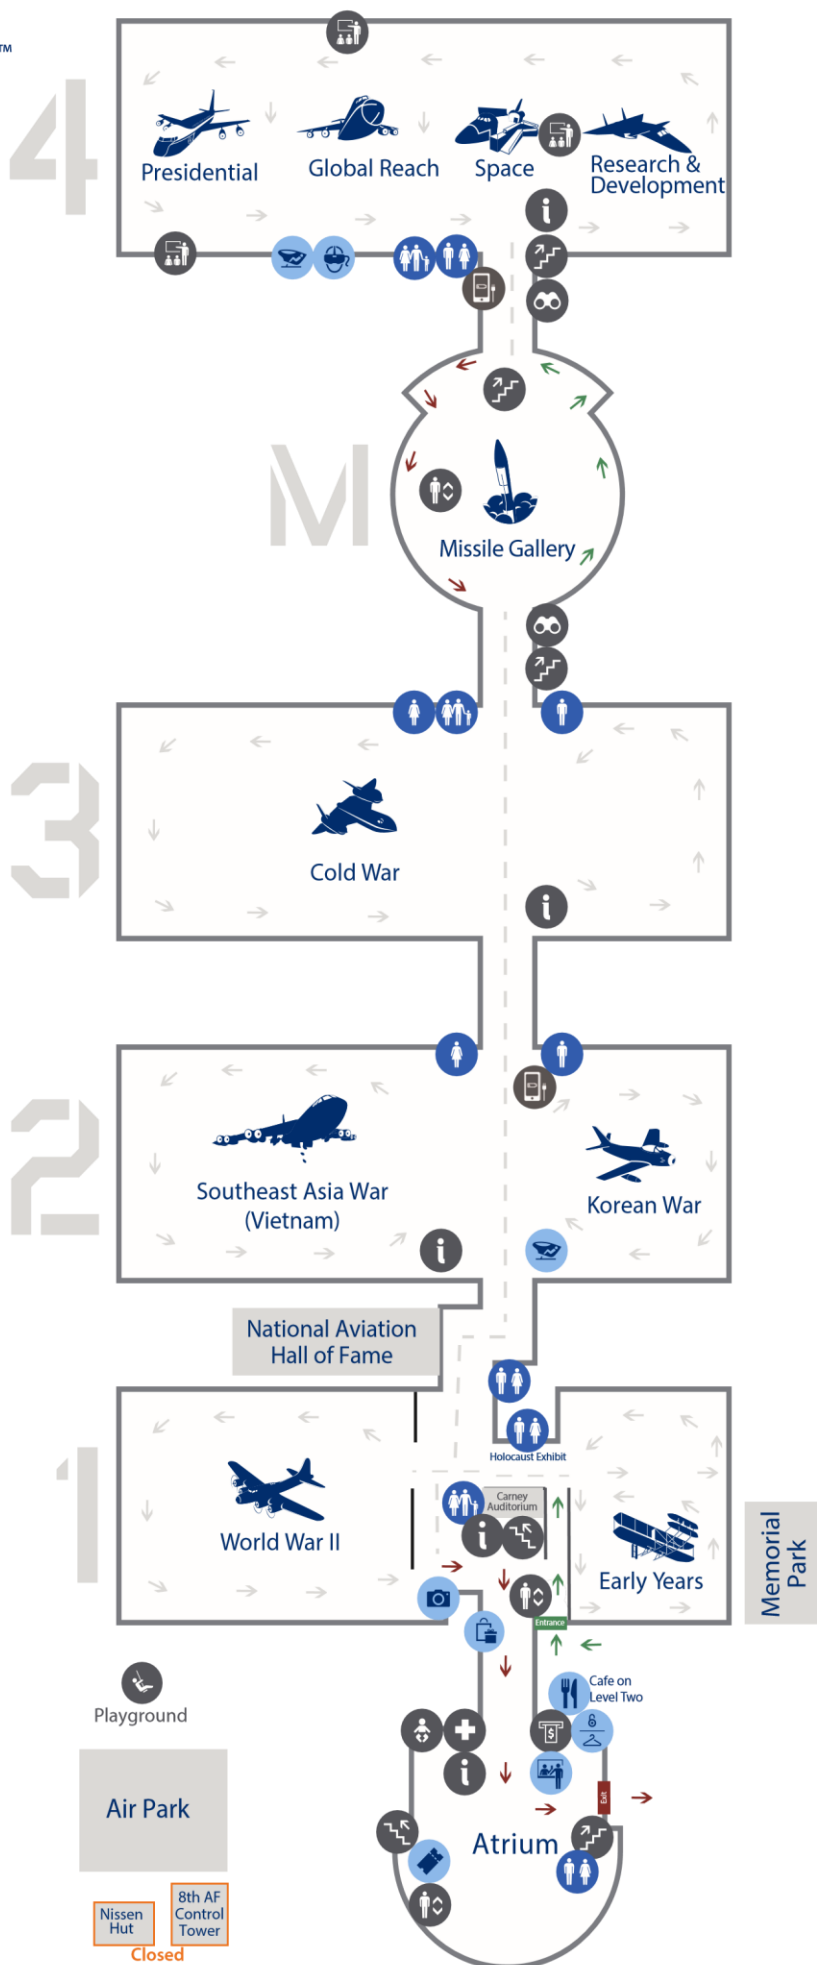 TM
4
Presidential
Global Reach
Space
Research &
Development
M
Missile Gallery
3
Cold War
2
Southeast Asia War
(Vietnam)
Korean War
National Aviation
Hall of Fame
Holocaust Exhibit
1
Carney
Auditorium
World War II
Early Years
Memorial
Park
Entrance
Cafe on
Level Two
Playground
$
Air Park
Exit
Atrium
Nissen
Hut
8th AF
Control
Tower
Closed